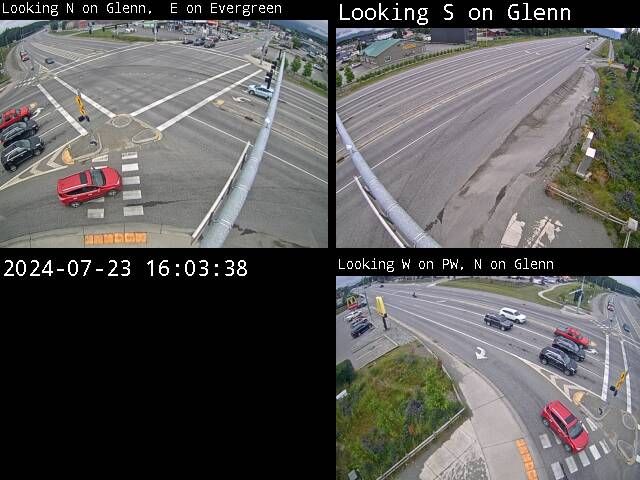 Looking N on Glenn, E on Evergreen
Looking S on Glenn
2024-07-23 16:03:38
Looking W on PW, N on Glenn